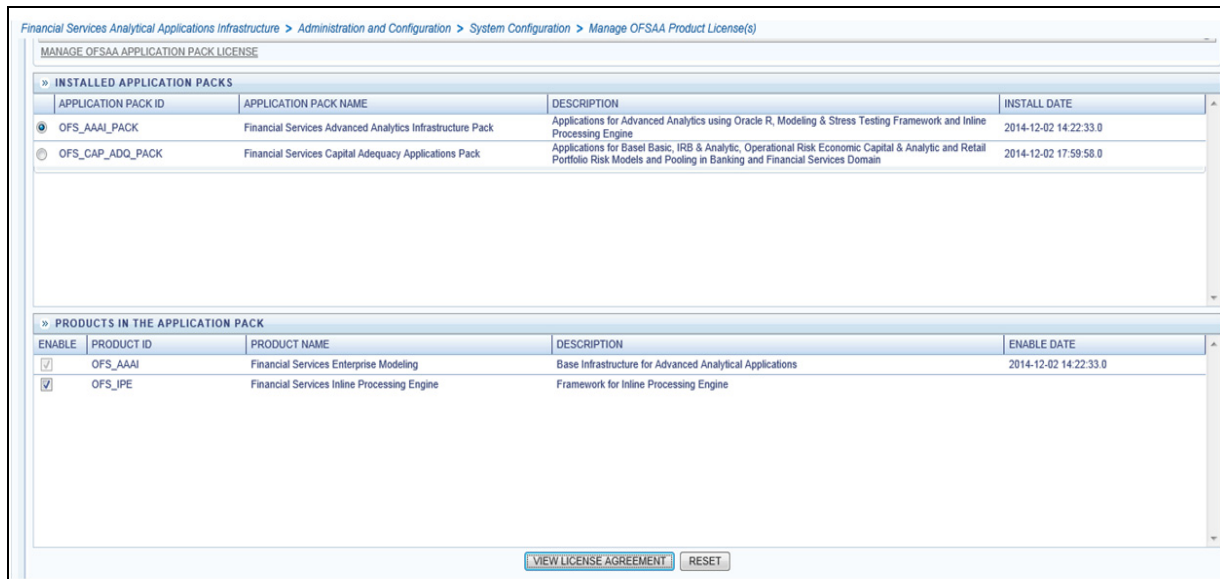 Financial Services Analytical Applications Infrastructure > Administration and Configuration > System Configuration > Manage OFSAA Product License(s)
MANAGE OFSAA APPLICATION PACK LICENSE
» INSTALLED APPLICATION PACKS
APPLICATION PACK ID APPLICATION PACK NAME DESCRIPTION INSTALL DATE
OFS_AAAI_PACK Financial Services Advanced Analytics Infrastructure Pack Applications for Advanced Analytics using Oracle R, Modeling & Stress Testing Framework and Inline 2014-12-02 14:22:33.0
Processing Engine
OFS_CAP_ADQ_PACK Financial Services Capital Adequacy Applications Pack Applications for Basel Basic, IRB & Analytic, Operational Risk Economic Capital & Analytic and Retail 2014-12-02 17:59:58.0
Portfolio Risk Models and Pooling in Banking and Financial Services Domain
» PRODUCTS IN THE APPLICATION PACK
ENABLE PRODUCT ID PRODUCT NAME DESCRIPTION ENABLE DATE
OFS_AAAI Financial Services Enterprise Modeling Base Infrastructure for Advanced Analytical Applications 2014-12-02 14:22:33.0
OFS_IPE Financial Services Inline Processing Engine Framework for Inline Processing Engine
VIEW LICENSE AGREEMENT RESET